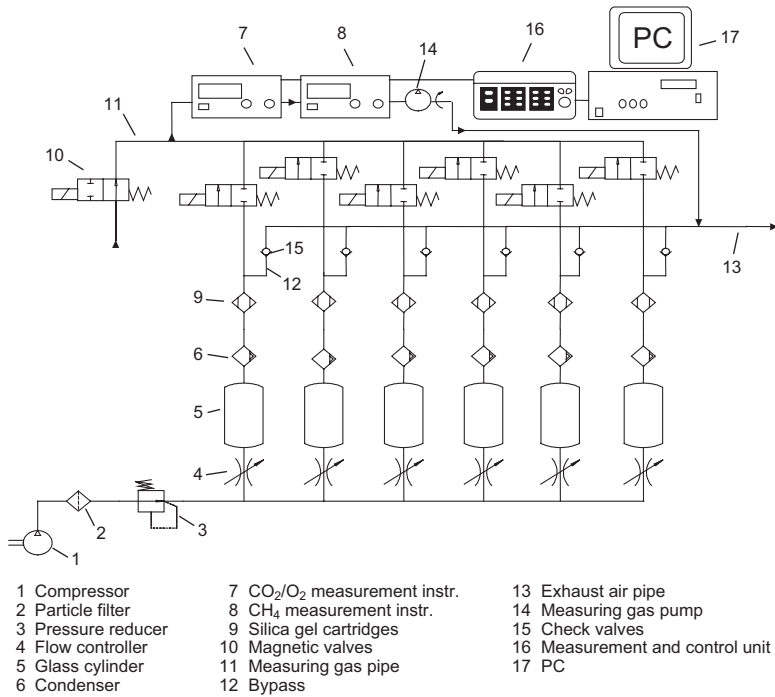 7
8
14
16
PC
17
11
10
15
12
13
9
6
5
4
3
2
1
1 Compressor
2 Particle filter
3 Pressure reducer
4 Flow controller
5 Glass cylinder
6 Condenser
7 CO₂/O₂ measurement instr.
8 CH₄ measurement instr.
9 Silica gel cartridges
10 Magnetic valves
11 Measuring gas pipe
12 Bypass
13 Exhaust air pipe
14 Measuring gas pump
15 Check valves
16 Measurement and control unit
17 PC